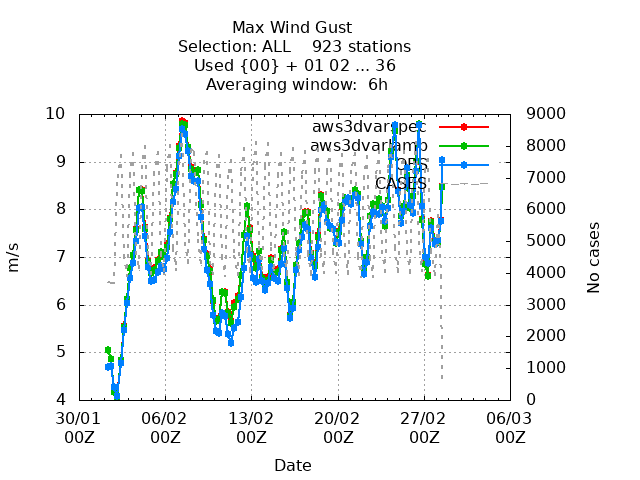 Max Wind Gust
Selection: ALL 923 stations
Used {00} + 01 02 ... 36
Averaging window: 6h
10
9
8
7
6
5
4
m/s
aws3dvarspec
aws3dvarlamp
OBS
CASES
9000
8000
7000
6000
5000
4000
3000
2000
1000
0
No cases
30/01 06/02 13/02 20/02 27/02 06/03
00Z 00Z 00Z 00Z 00Z 00Z
Date